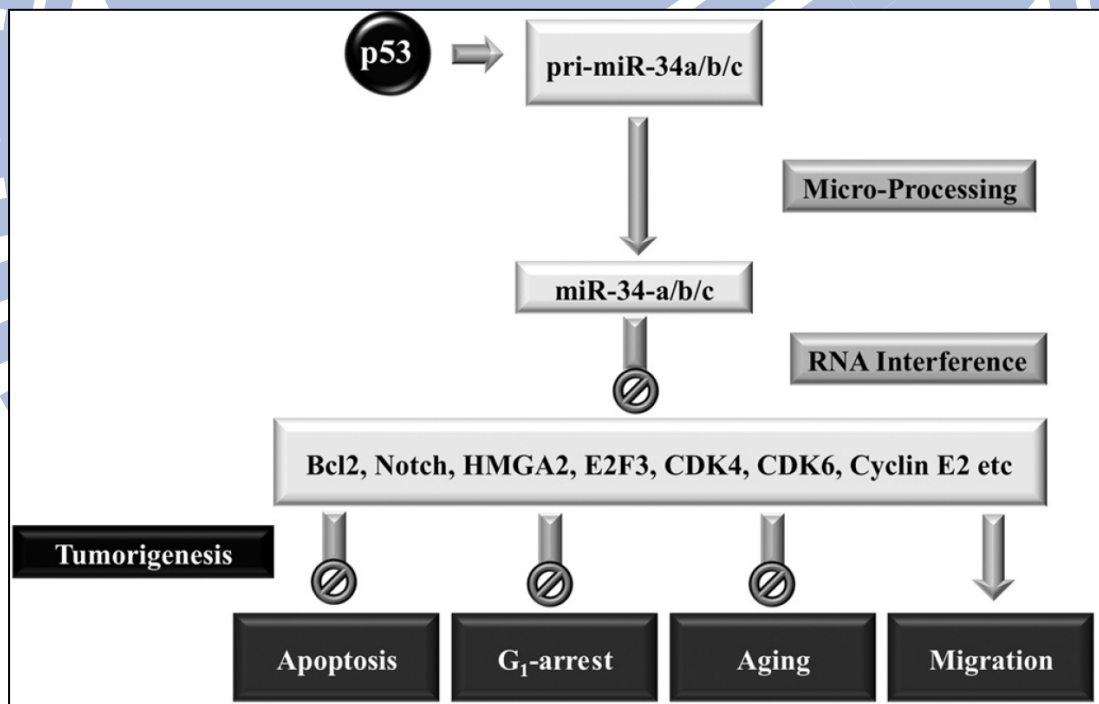 p53
pri-miR-34a/b/c
Micro-Processing
miR-34-a/b/c
RNA Interference
Bcl2, Notch, HMGA2, E2F3, CDK4, CDK6, Cyclin E2 etc
Tumorigenesis
Apoptosis
G₁-arrest
Aging
Migration